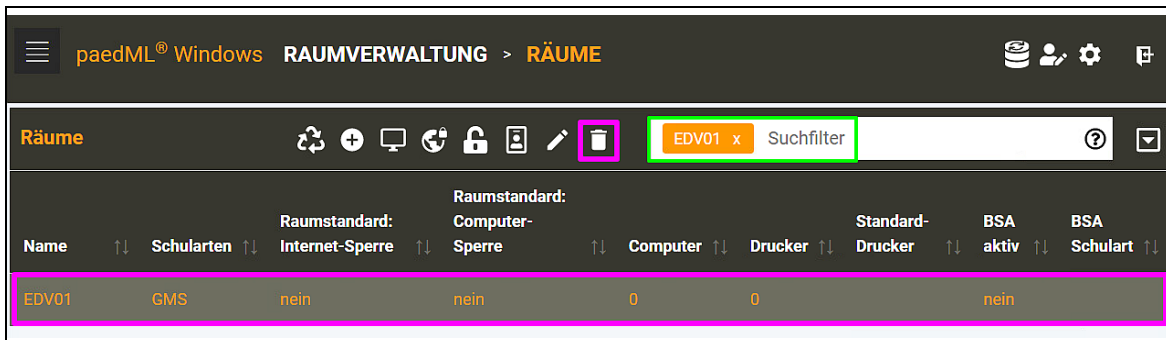 paedML® Windows RAUMVERWALTUNG > RÄUME
Räume EDV01 x Suchfilter
Name Schularten Raumstandard: Internet-Sperre Raumstandard: Computer-Sperre Computer Drucker Standard-Drucker BSA aktiv BSA Schulart
EDV01 GMS nein nein 0 0 nein